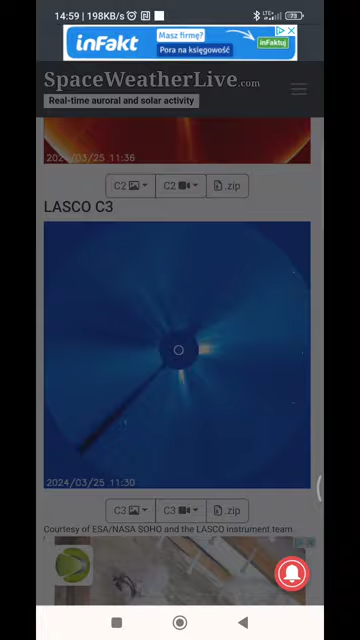 14:59 198KB/s
LTE+
73
inFakt
Masz firmę?
Pora na księgowość
inFaktuj
SpaceWeatherLive.com
Real-time auroral and solar activity
2024/03/25 11:36
C2
C2
.zip
LASCO C3
2024/03/25 11:30
C3
C3
.zip
Courtesy of ESA/NASA SOHO and the LASCO instrument team